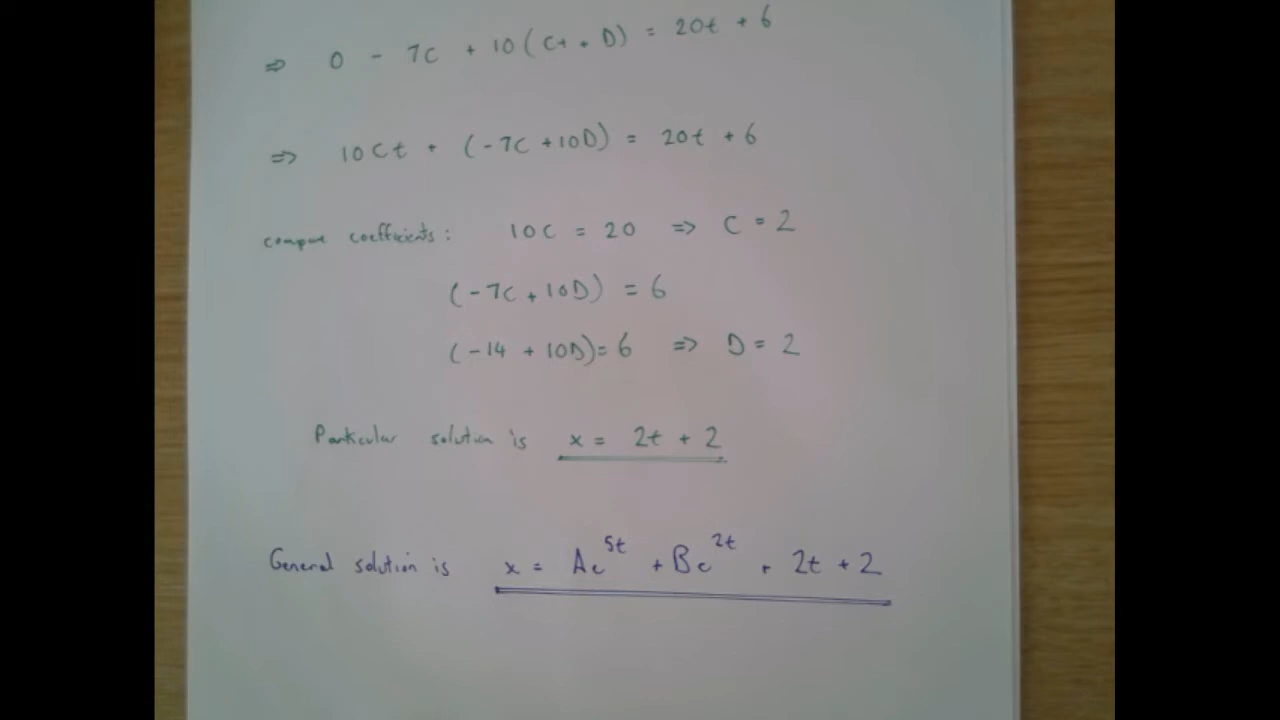 ⇒ 0 - 7C + 10(Ct + D) = 20t + 6
⇒ 10Ct + (-7C + 10D) = 20t + 6
compare coefficients: 10C = 20 ⇒ C = 2
(-7C + 10D) = 6
(-14 + 10D) = 6 ⇒ D = 2
Particular solution is x = 2t + 2
General solution is x = Ae^5t + Be^2t + 2t + 2